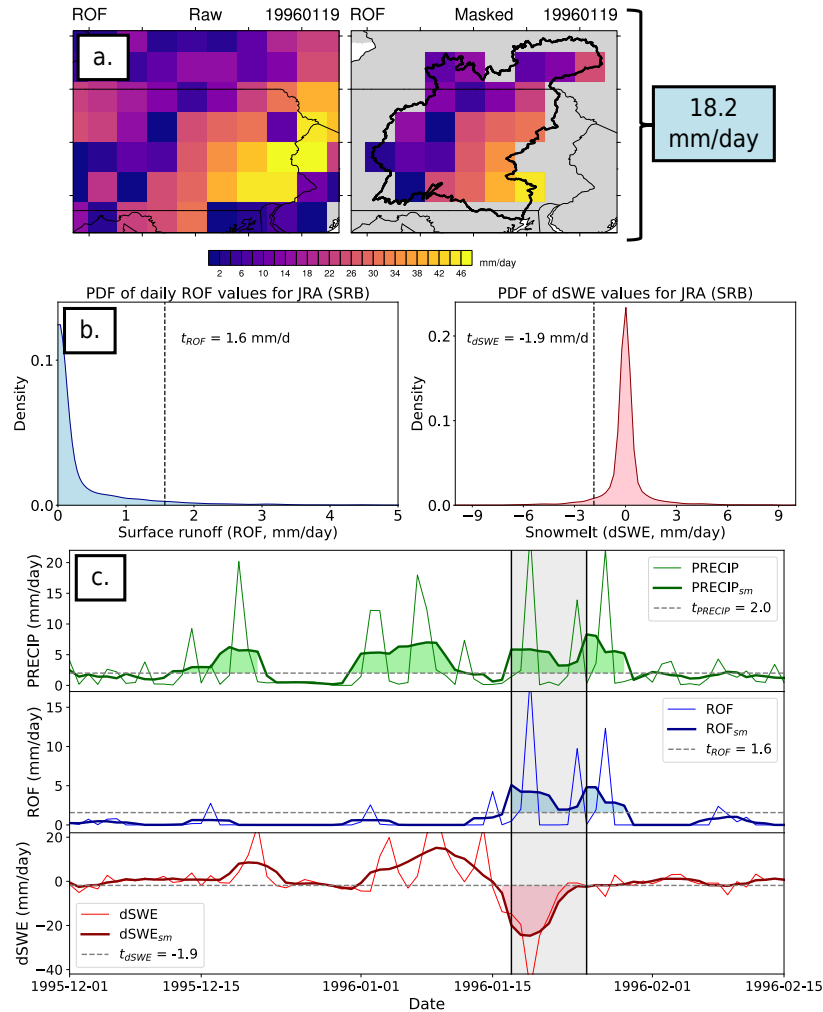 ROF Raw 19960119
ROF Masked 19960119
a.
18.2
mm/day
2 6 10 14 18 22 26 30 34 38 42 46
mm/day
PDF of daily ROF values for JRA (SRB)
PDF of dSWE values for JRA (SRB)
b.
t_ROF = 1.6 mm/d
t_dSWE = -1.9 mm/d
Density
0.1
0.0
0 1 2 3 4 5
Surface runoff (ROF, mm/day)
Density
0.2
0.1
0.0
−9 −6 −3 0 3 6 9
Snowmelt (dSWE, mm/day)
c.
PRECIP (mm/day)
20
15
10
5
0
PRECIP
PRECIP_sm
t_PRECIP = 2.0
ROF (mm/day)
15
10
5
0
ROF
ROF_sm
t_ROF = 1.6
dSWE (mm/day)
20
0
−20
−40
dSWE
dSWE_sm
t_dSWE = -1.9
1995-12-01 1995-12-15 1996-01-01 1996-01-15 1996-02-01 1996-02-15
Date